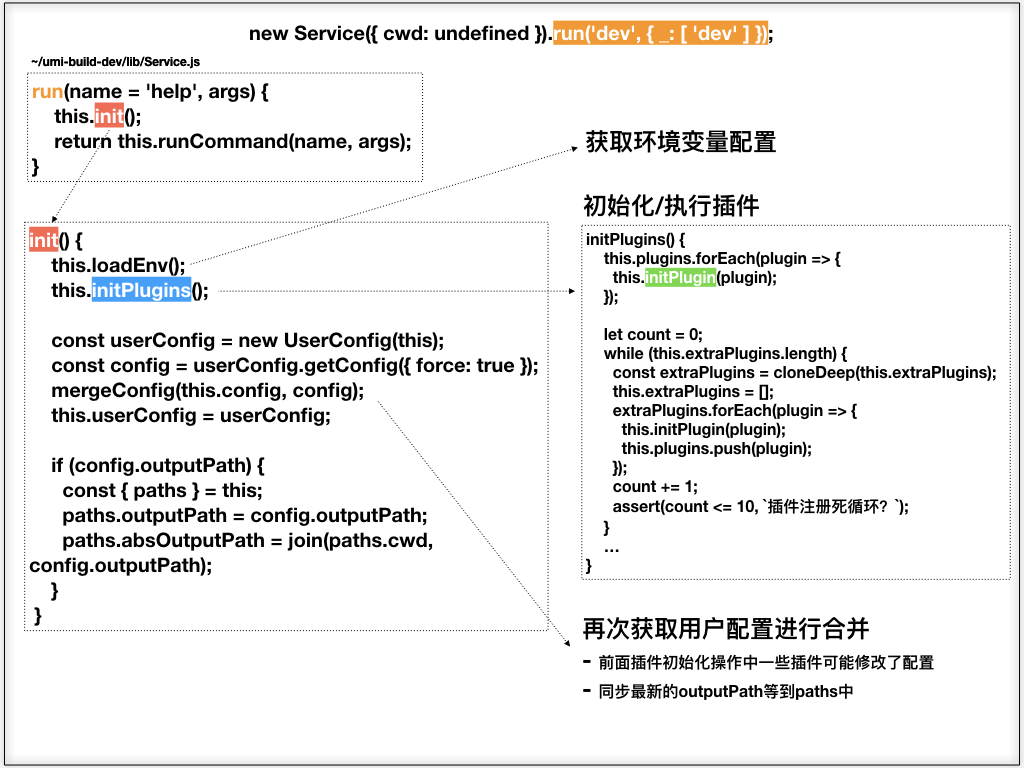 new Service({ cwd: undefined }).run('dev', { _: [ 'dev' ] });
~/umi-build-dev/lib/Service.js
run(name = 'help', args) {
this.init();
return this.runCommand(name, args);
}
init() {
this.loadEnv();
this.initPlugins();
const userConfig = new UserConfig(this);
const config = userConfig.getConfig({ force: true });
mergeConfig(this.config, config);
this.userConfig = userConfig;
if (config.outputPath) {
const { paths } = this;
paths.outputPath = config.outputPath;
paths.absOutputPath = join(paths.cwd,
config.outputPath);
}
}
获取环境变量配置
初始化/执行插件
initPlugins() {
this.plugins.forEach(plugin => {
this.initPlugin(plugin);
});
let count = 0;
while (this.extraPlugins.length) {
const extraPlugins = cloneDeep(this.extraPlugins);
this.extraPlugins = [];
extraPlugins.forEach(plugin => {
this.initPlugin(plugin);
this.plugins.push(plugin);
});
count += 1;
assert(count <= 10, `插件注册死循环？`);
}
…
}
再次获取用户配置进行合并
- 前面插件初始化操作中一些插件可能修改了配置
- 同步最新的outputPath等到paths中